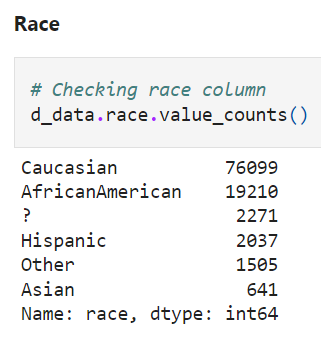 Race
# Checking race column
d_data.race.value_counts()
Caucasian 76099
AfricanAmerican 19210
? 2271
Hispanic 2037
Other 1505
Asian 641
Name: race, dtype: int64